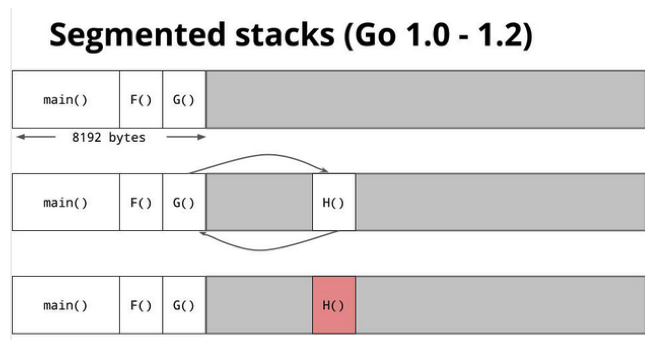 Segmented stacks (Go 1.0 - 1.2)
main() F() G()
8192 bytes
main() F() G() H()
main() F() G() H()